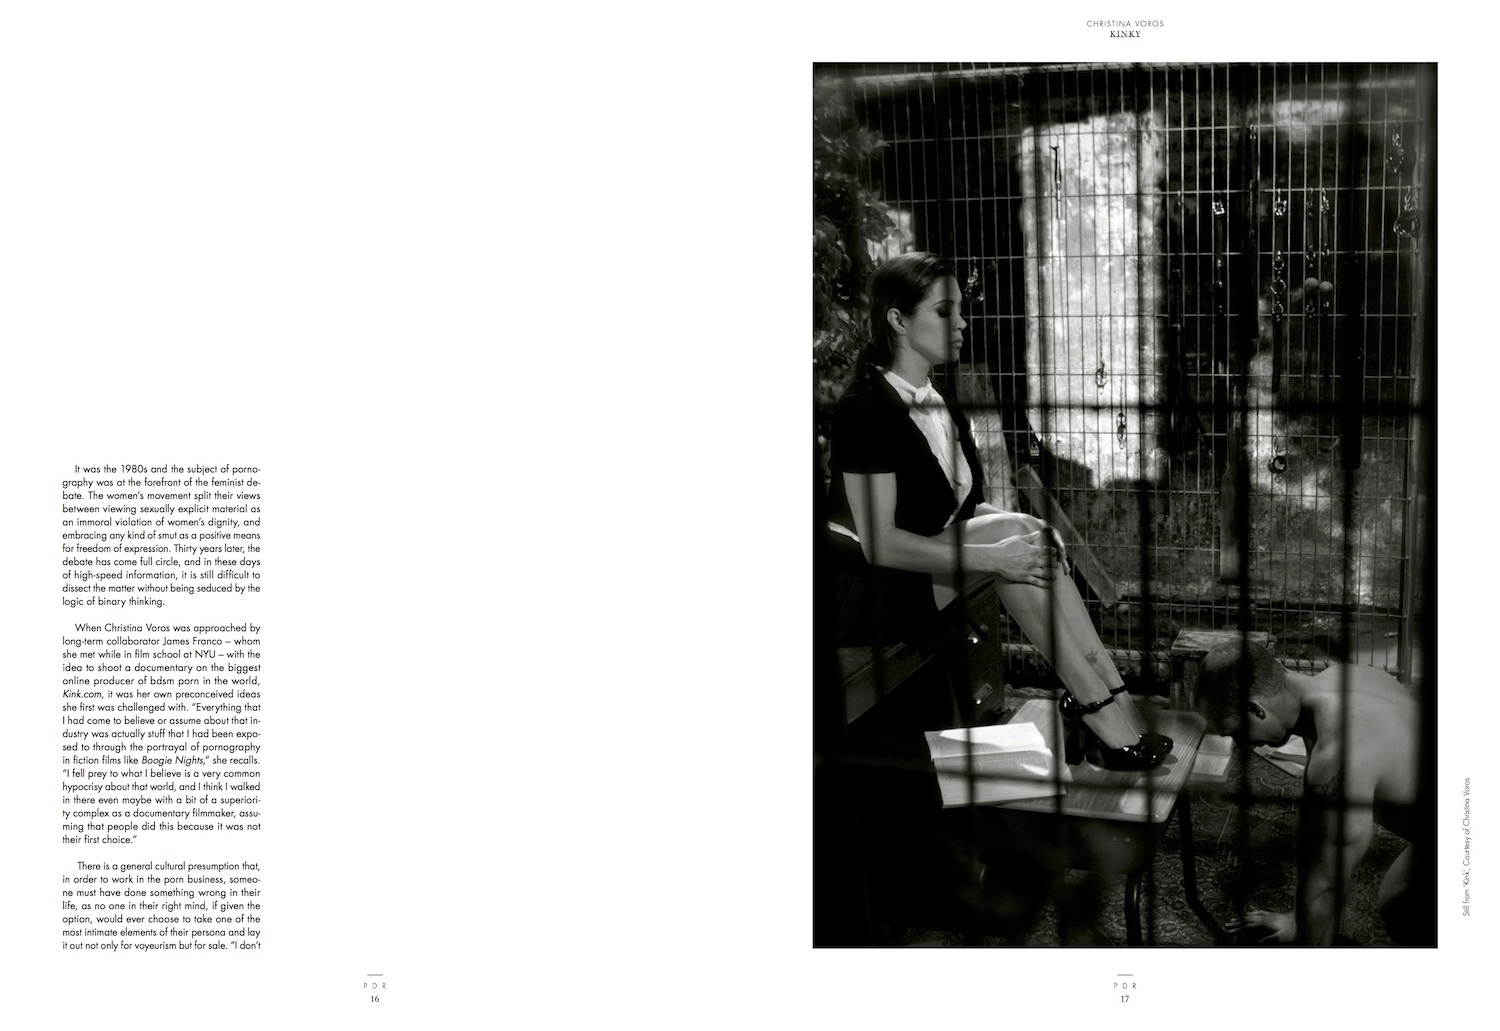 CHRISTINA VOROS
KINKY
It was the 1980s and the subject of porno-
graphy was at the forefront of the feminist de-
bate. The women's movement split their views
between viewing sexually explicit material as
an immoral violation of women's dignity, and
embracing any kind of smut as a positive means
for freedom of expression. Thirty years later, the
debate has come full circle, and in these days
of high-speed information, it is still difficult to
dissect the matter without being seduced by the
logic of binary thinking.
When Christina Voros was approached by
long-term collaborator James Franco – whom
she met while in film school at NYU – with the
idea to shoot a documentary on the biggest
online producer of bdsm porn in the world,
Kink.com, it was her own preconceived ideas
she first was challenged with. "Everything that
I had come to believe or assume about that in-
dustry was actually stuff that I had been expo-
sed to through the portrayal of pornography
in fiction films like Boogie Nights," she recalls.
"I fell prey to what I believe is a very common
hypocrisy about that world, and I think I walked
in there even maybe with a bit of a superiori-
ty complex as a documentary filmmaker, assu-
ming that people did this because it was not
their first choice."
There is a general cultural presumption that,
in order to work in the porn business, someo-
ne must have done something wrong in their
life, as no one in their right mind, if given the
option, would ever choose to take one of the
most intimate elements of their persona and lay
it out not only for voyeurism but for sale. "I don't
Still from 'Kink', Courtesy of Christina Voros
PDR
16
PDR
17